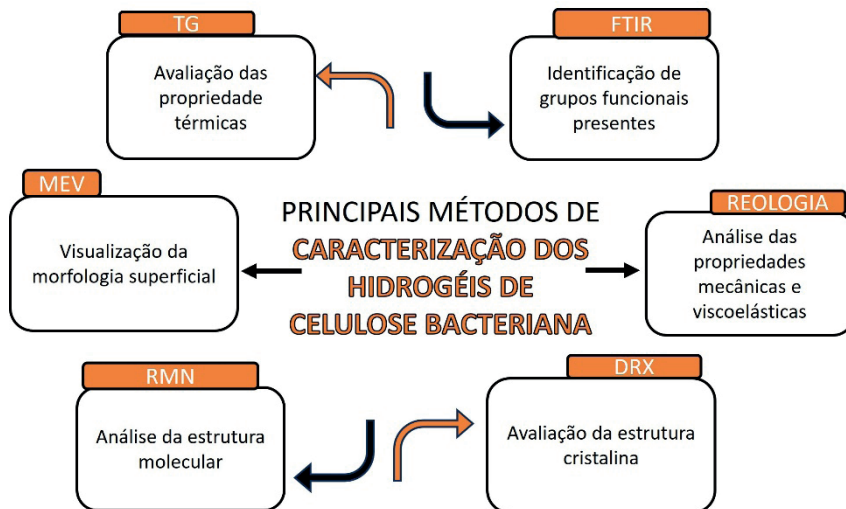 TG
Avaliação das
propriedade
térmicas
FTIR
Identificação de
grupos funcionais
presentes
MEV
Visualização da
morfologia superficial
PRINCIPAIS MÉTODOS DE
CARACTERIZAÇÃO DOS
HIDROGÉIS DE
CELULOSE BACTERIANA
REOLOGIA
Análise das
propriedades
mecânicas e
viscoelásticas
RMN
Análise da estrutura
molecular
DRX
Avaliação da estrutura
cristalina